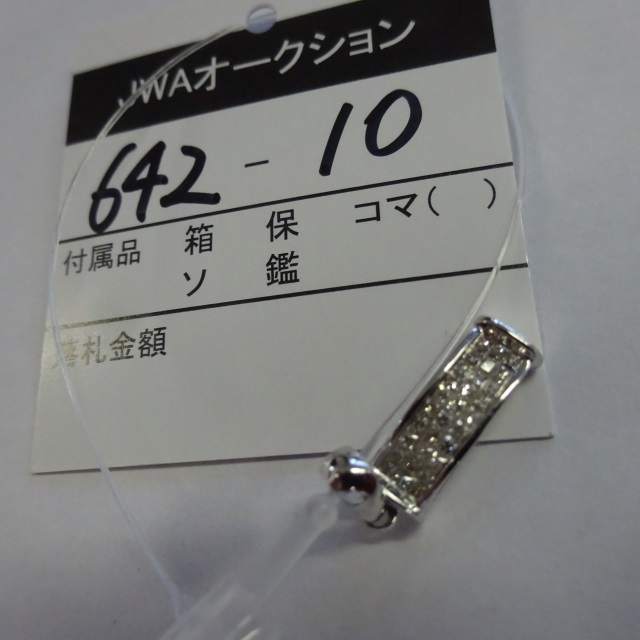 JWAオークション
642-10
付属品 箱 保 コマ( )
ソ 鑑
落札金額